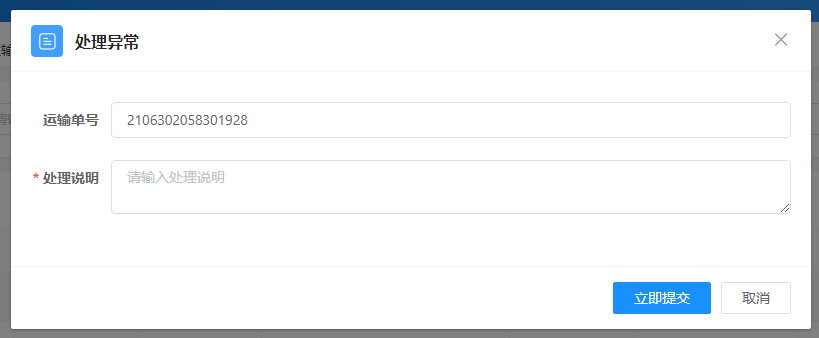 处理异常
运输单号
2106302058301928
* 处理说明
请输入处理说明
立即提交
取消
输